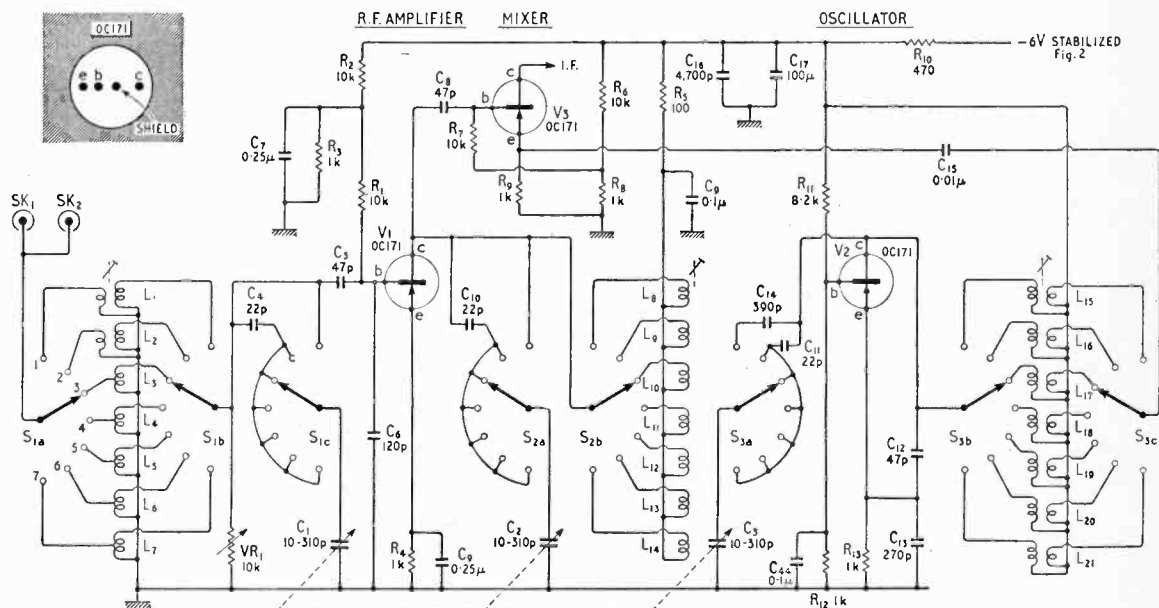 R.F. AMPLIFIER
MIXER
OSCILLATOR
OC171
e b c
SHIELD
R2
10k
C8
47p
c
I.F.
b
V3
OC171
e
R7
10k
R6
10k
R5
100
C16
4,700p
C17
100µ
R10
470
−6V STABILIZED
Fig.2
C7
0·25µ
R3
1k
R9
1k
R8
1k
C9
0·1µ
R11
8·2k
C15
0·01µ
SK1
SK2
R1
10k
V1
OC171
c
b
e
C5
47p
C4
22p
C10
22p
V2
OC171
c
b
e
C14
390p
C11
22p
L1
L2
L3
L4
L5
L6
L7
1
2
3
4
5
6
7
S1a
S1b
c
S1c
S2a
S2b
L8
L9
L10
L11
L12
L13
L14
S3a
S3b
L15
L16
L17
L18
L19
L20
L21
S3c
C6
120p
C12
47p
VR1
10k
C1
10-310p
R4
1k
C9
0·25µ
C2
10-310p
C3
10-310p
C44
0·1µ
R13
1k
C13
270p
R12 1k